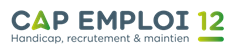 CAP EMPLOI 12
Handicap, recrutement & maintien